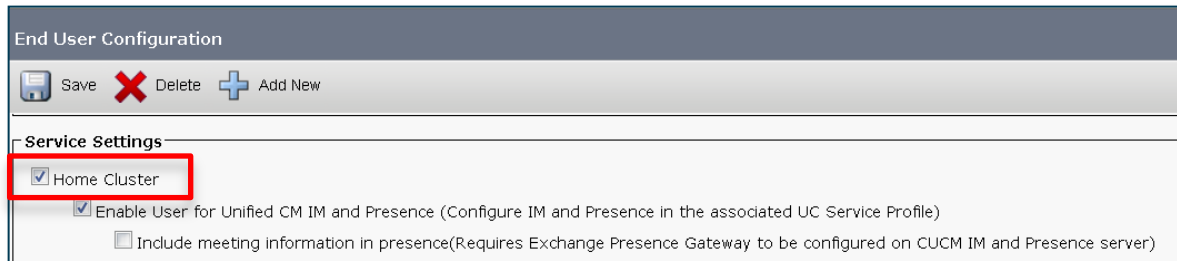 End User Configuration
Save Delete Add New
Service Settings
Home Cluster
Enable User for Unified CM IM and Presence (Configure IM and Presence in the associated UC Service Profile)
Include meeting information in presence(Requires Exchange Presence Gateway to be configured on CUCM IM and Presence server)